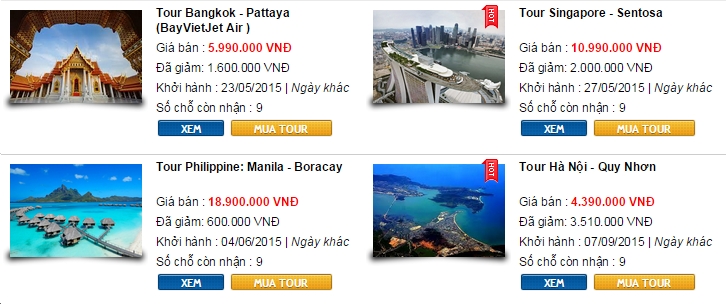 Tour Bangkok - Pattaya
(BayVietJet Air )
Giá bán : 5.990.000 VNĐ
Đã giảm: 1.600.000 VNĐ
Khởi hành : 23/05/2015 | Ngày khác
Số chỗ còn nhận : 9
XEM
MUA TOUR
HOT
Tour Singapore - Sentosa
Giá bán : 10.990.000 VNĐ
Đã giảm: 2.000.000 VNĐ
Khởi hành : 27/05/2015 | Ngày khác
Số chỗ còn nhận : 9
XEM
MUA TOUR
Tour Philippine: Manila - Boracay
Giá bán : 18.900.000 VNĐ
Đã giảm: 600.000 VNĐ
Khởi hành : 04/06/2015 | Ngày khác
Số chỗ còn nhận : 9
XEM
MUA TOUR
HOT
Tour Hà Nội - Quy Nhơn
Giá bán : 4.390.000 VNĐ
Đã giảm: 3.510.000 VNĐ
Khởi hành : 07/09/2015 | Ngày khác
Số chỗ còn nhận : 9
XEM
MUA TOUR